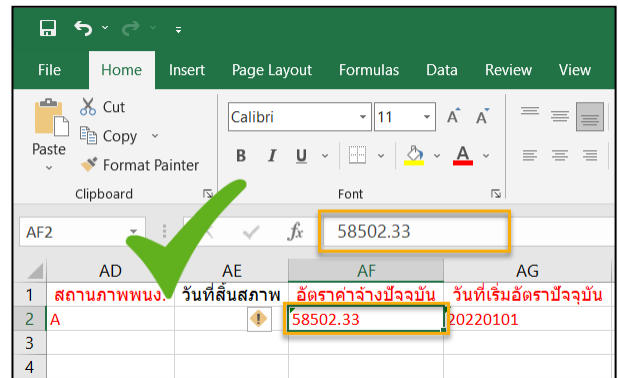 File Home Insert Page Layout Formulas Data Review View
Cut
Copy
Format Painter
Paste
Calibri 11 A A
B I U A
Clipboard Font
AF2 fx 58502.33
AD AE AF AG
1 สถานภาพพนง. วันที่สิ้นสภาพ อัตราค่าจ้างปัจจุบัน วันที่เริ่มอัตราปัจจุบัน
2 A 58502.33 20220101
3
4